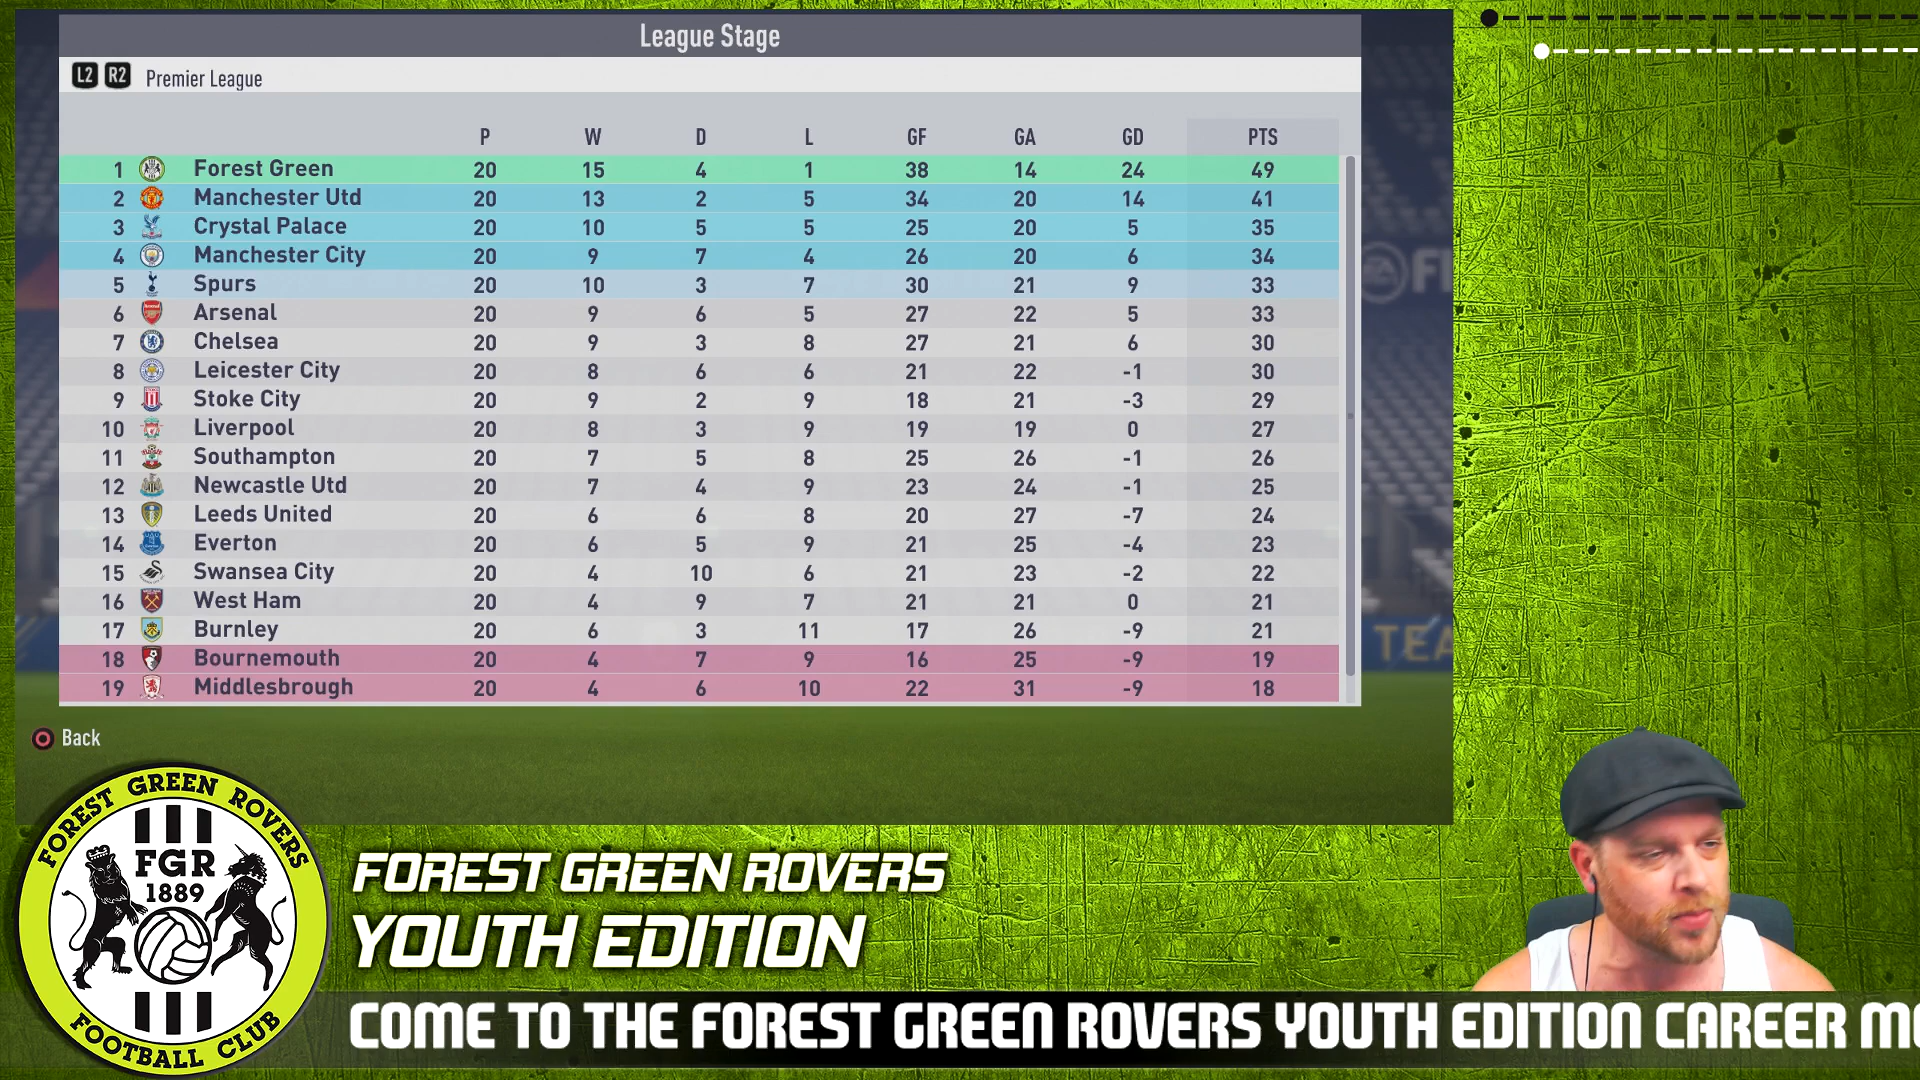 League Stage
L2 R2 Premier League
P W D L GF GA GD PTS
1 Forest Green 20 15 4 1 38 14 24 49
2 Manchester Utd 20 13 2 5 34 20 14 41
3 Crystal Palace 20 10 5 5 25 20 5 35
4 Manchester City 20 9 7 4 26 20 6 34
5 Spurs 20 10 3 7 30 21 9 33
6 Arsenal 20 9 6 5 27 22 5 33
7 Chelsea 20 9 3 8 27 21 6 30
8 Leicester City 20 8 6 6 21 22 -1 30
9 Stoke City 20 9 2 9 18 21 -3 29
10 Liverpool 20 8 3 9 19 19 0 27
11 Southampton 20 7 5 8 25 26 -1 26
12 Newcastle Utd 20 7 4 9 23 24 -1 25
13 Leeds United 20 6 6 8 20 27 -7 24
14 Everton 20 6 5 9 21 25 -4 23
15 Swansea City 20 4 10 6 21 23 -2 22
16 West Ham 20 4 9 7 21 21 0 21
17 Burnley 20 6 3 11 17 26 -9 21
18 Bournemouth 20 4 7 9 16 25 -9 19
19 Middlesbrough 20 4 6 10 22 31 -9 18
EA FI
TEA
Back
FOREST GREEN ROVERS
FGR
1889
FOOTBALL CLUB
FOREST GREEN ROVERS
YOUTH EDITION
COME TO THE FOREST GREEN ROVERS YOUTH EDITION CAREER M